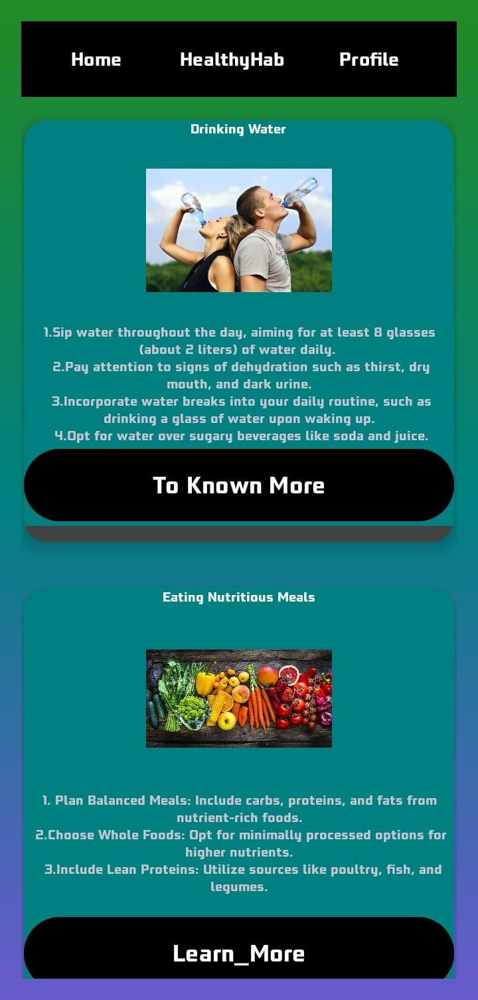 Home HealthyHab Profile
Drinking Water
1.Sip water throughout the day, aiming for at least 8 glasses
(about 2 liters) of water daily.
2.Pay attention to signs of dehydration such as thirst, dry
mouth, and dark urine.
3.Incorporate water breaks into your daily routine, such as
drinking a glass of water upon waking up.
4.Opt for water over sugary beverages like soda and juice.
To Known More
Eating Nutritious Meals
1. Plan Balanced Meals: Include carbs, proteins, and fats from
nutrient-rich foods.
2.Choose Whole Foods: Opt for minimally processed options for
higher nutrients.
3.Include Lean Proteins: Utilize sources like poultry, fish, and
legumes.
Learn_More